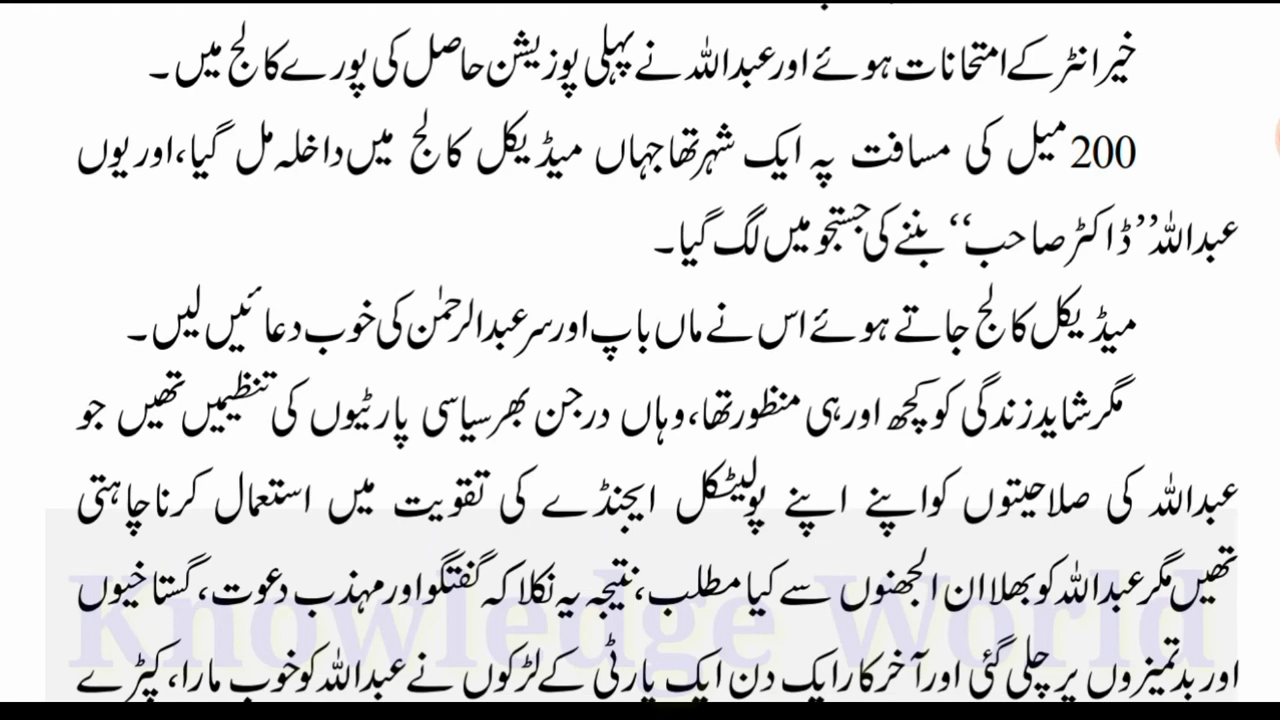 خیر انٹر کے امتحانات ہوئے اور عبداللہ نے پہلی پوزیشن حاصل کی پورے کالج میں۔
200 میل کی مسافت پہ ایک شہر تھا جہاں میڈیکل کالج میں داخلہ مل گیا، اور یوں
عبداللہ ”ڈاکٹر صاحب“ بننے کی جستجو میں لگ گیا۔
میڈیکل کالج جاتے ہوئے اس نے ماں باپ اور سر عبدالرحمٰن کی خوب دعائیں لیں۔
مگر شاید زندگی کو کچھ اور ہی منظور تھا، وہاں درجن بھر سیاسی پارٹیوں کی تنظیمیں تھیں جو
عبداللہ کی صلاحیتوں کو اپنے اپنے پولیٹکل ایجنڈے کی تقویت میں استعمال کرنا چاہتی
تھیں مگر عبداللہ کو بھلا ان الجھنوں سے کیا مطلب، نتیجہ یہ نکلا کہ گفتگو اور مہذب دعوت، گستاخیوں
اور بدتمیزوں پر چلی گئی اور آخر کار ایک دن ایک پارٹی کے لڑکوں نے عبداللہ کو خوب مارا، کپڑے
Knowledge World